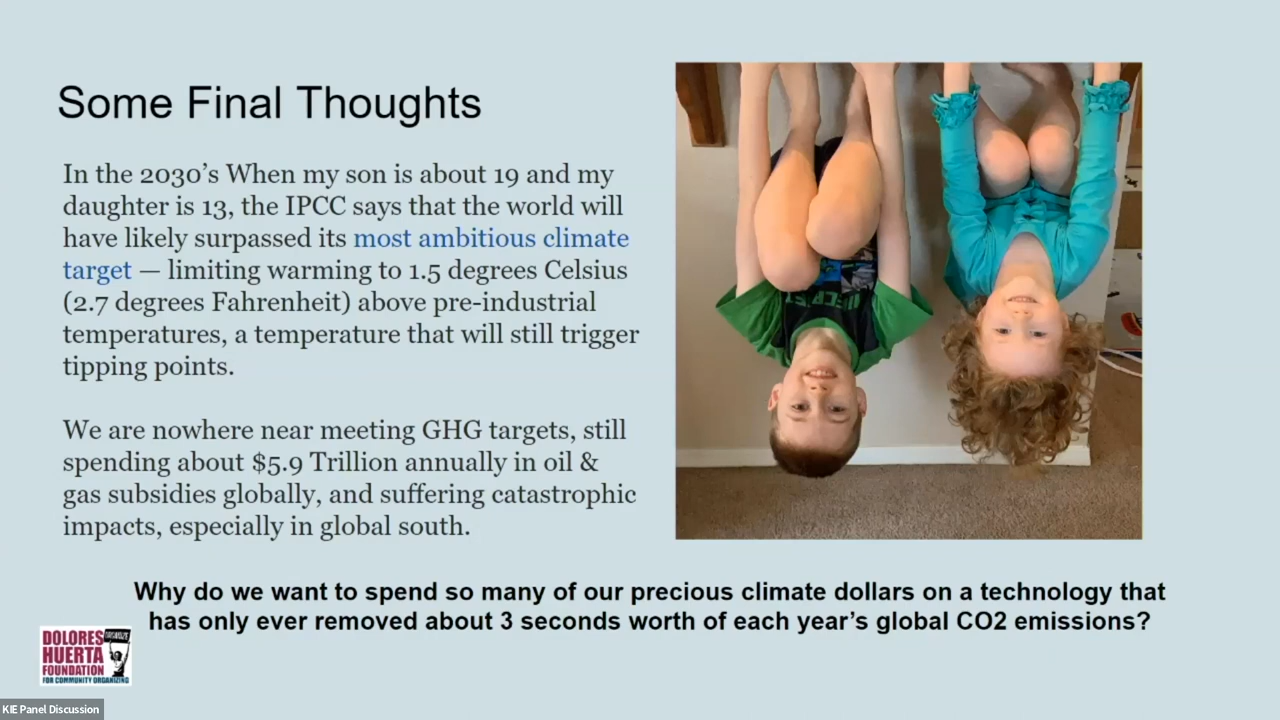 Some Final Thoughts
In the 2030's When my son is about 19 and my
daughter is 13, the IPCC says that the world will
have likely surpassed its most ambitious climate
target — limiting warming to 1.5 degrees Celsius
(2.7 degrees Fahrenheit) above pre-industrial
temperatures, a temperature that will still trigger
tipping points.
We are nowhere near meeting GHG targets, still
spending about $5.9 Trillion annually in oil &
gas subsidies globally, and suffering catastrophic
impacts, especially in global south.
Why do we want to spend so many of our precious climate dollars on a technology that
has only ever removed about 3 seconds worth of each year's global CO2 emissions?
DOLORES
HUERTA
FOUNDATION
FOR COMMUNITY ORGANIZING
KIE Panel Discussion